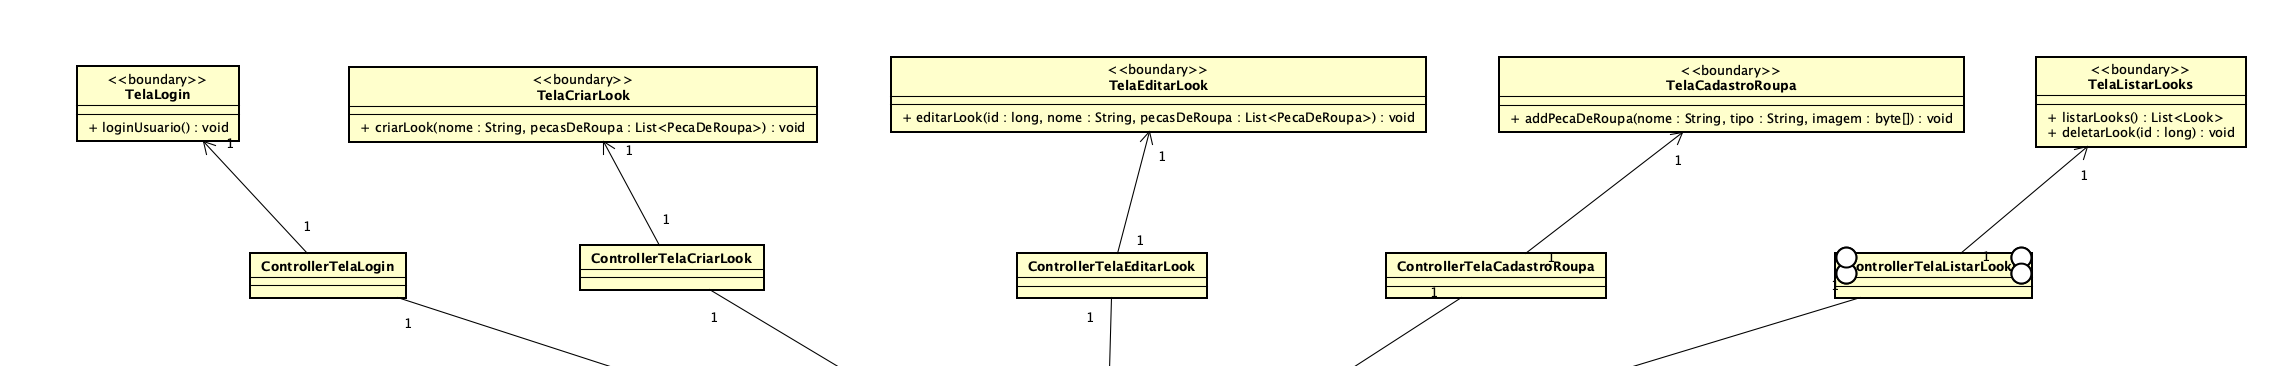 <<boundary>>
TelaLogin
+ loginUsuario() : void
1
<<boundary>>
TelaCriarLook
+ criarLook(nome : String, pecasDeRoupa : List<PecaDeRoupa>) : void
1
<<boundary>>
TelaEditarLook
+ editarLook(id : long, nome : String, pecasDeRoupa : List<PecaDeRoupa>) : void
1
<<boundary>>
TelaCadastroRoupa
+ addPecaDeRoupa(nome : String, tipo : String, imagem : byte[]) : void
1
<<boundary>>
TelaListarLooks
+ listarLooks() : List<Look>
+ deletarLook(id : long) : void
1
1
ControllerTelaLogin
1
1
ControllerTelaCriarLook
1
1
ControllerTelaEditarLook
1
1
ControllerTelaCadastroRoupa
1
1
ontrollerTelaListarLook
1